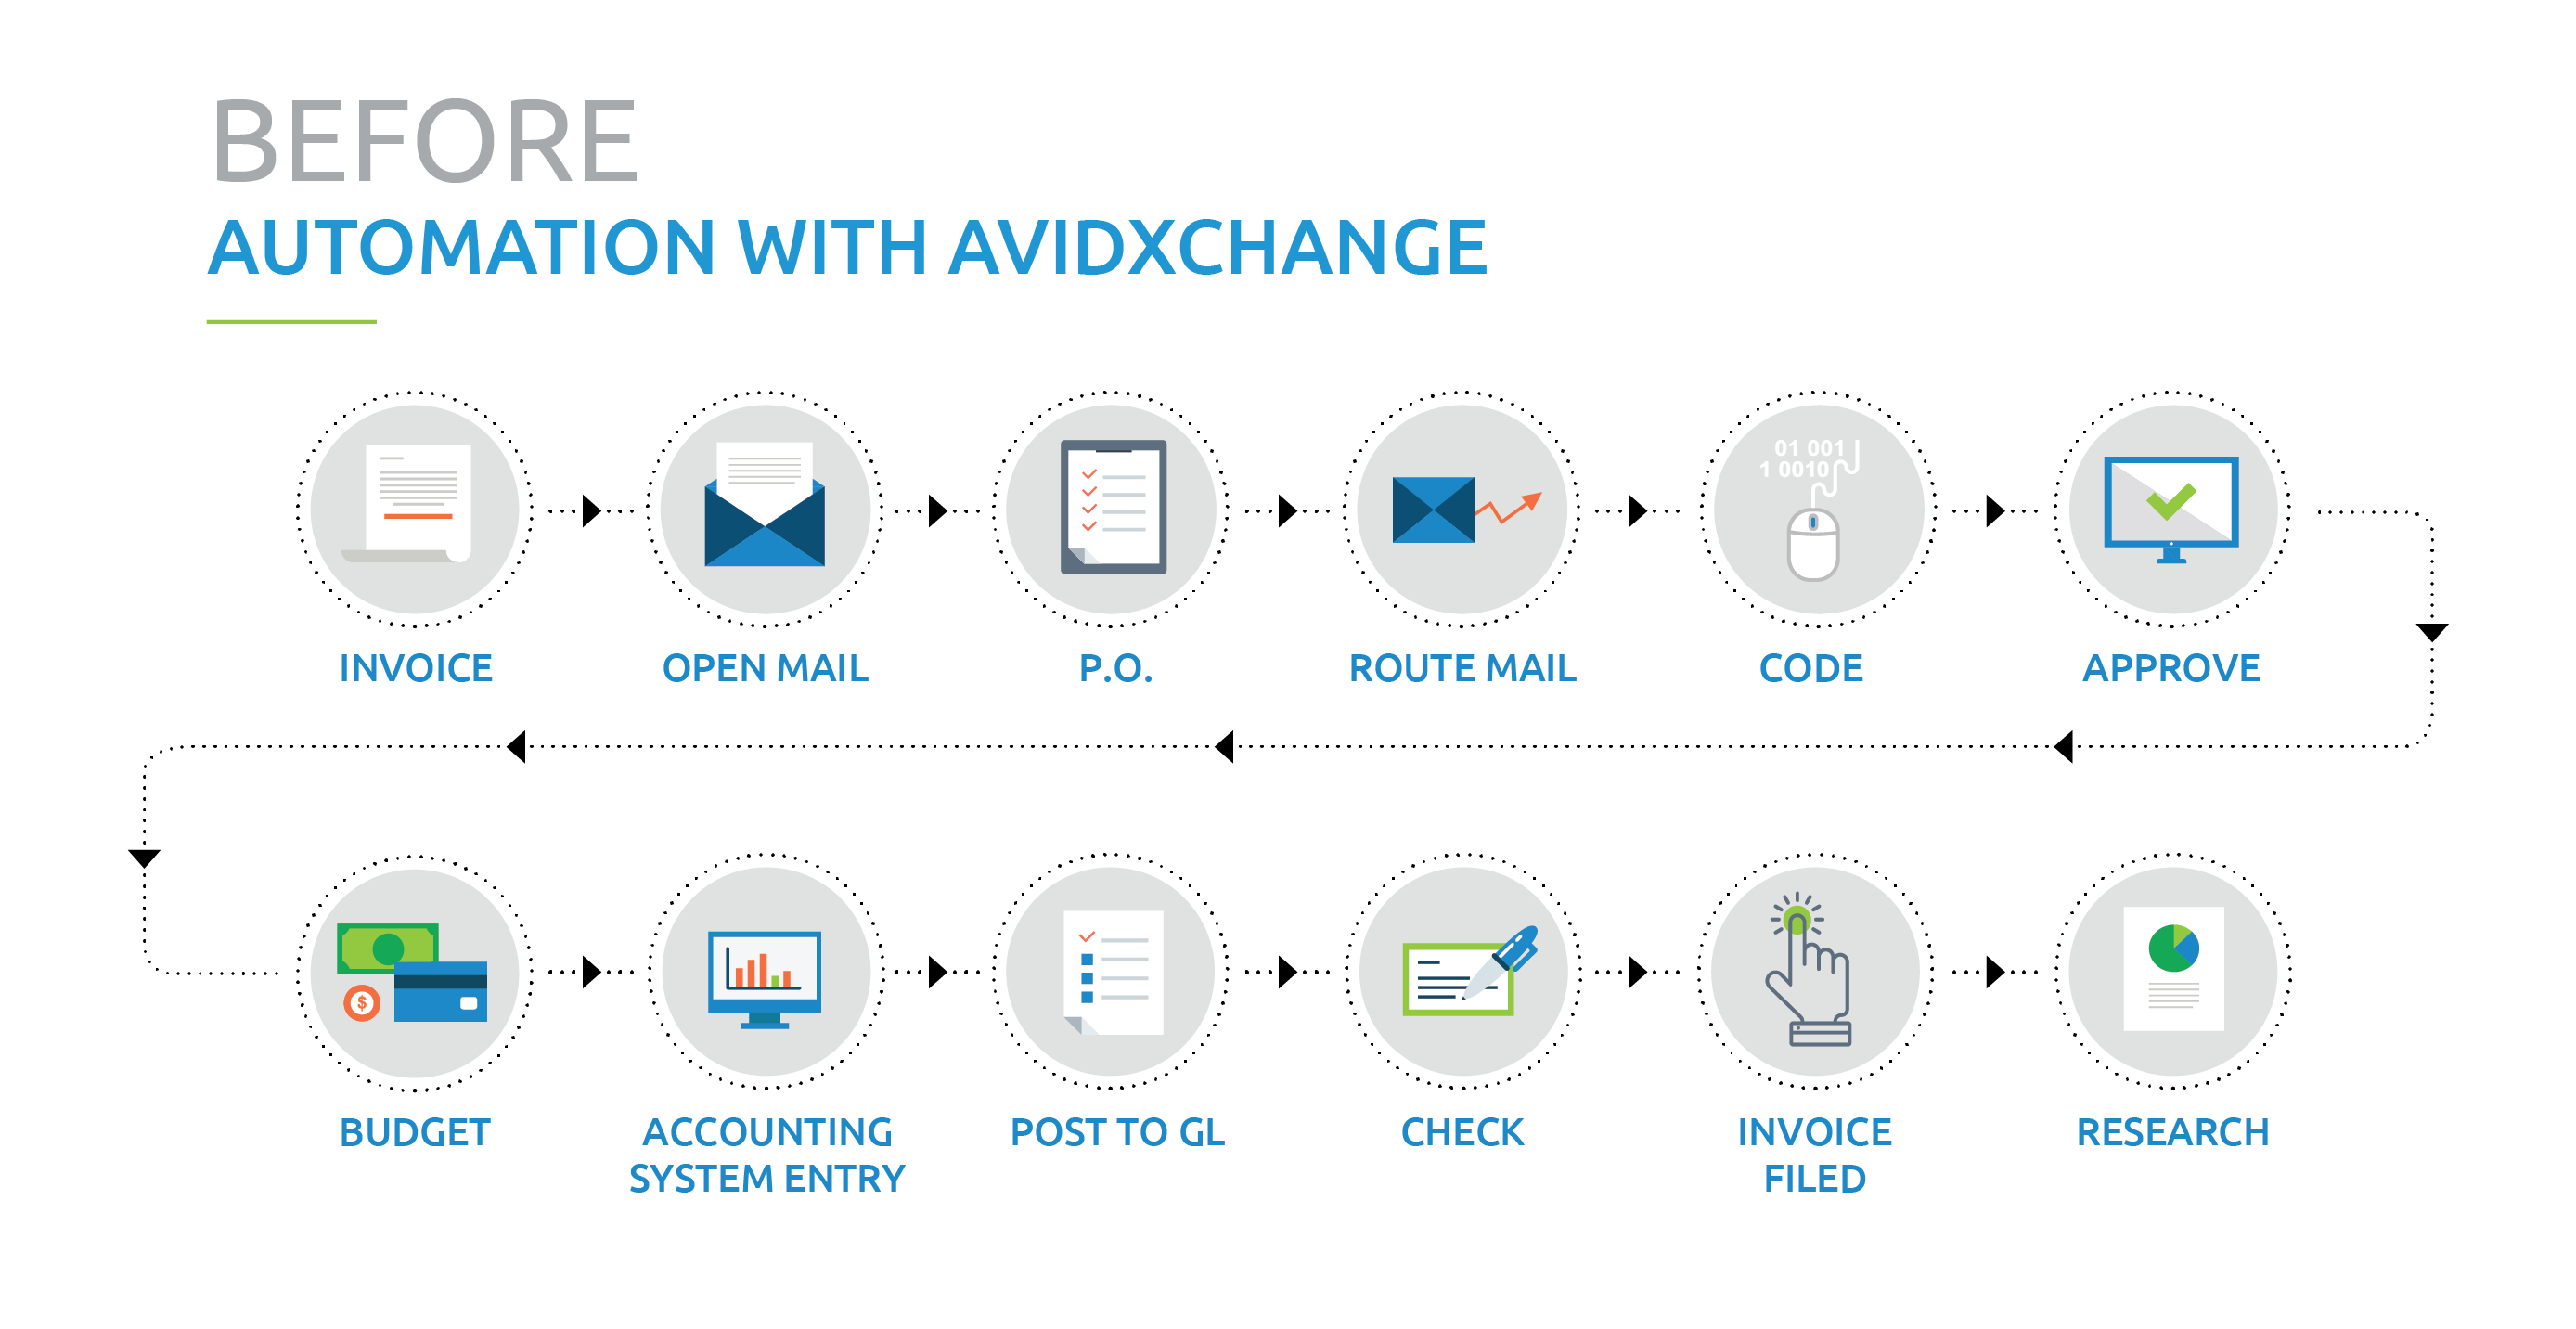 BEFORE
AUTOMATION WITH AVIDXCHANGE
01 001
1 0010
INVOICE
OPEN MAIL
P.O.
ROUTE MAIL
CODE
APPROVE
$
BUDGET
ACCOUNTING
SYSTEM ENTRY
POST TO GL
CHECK
INVOICE
FILED
RESEARCH